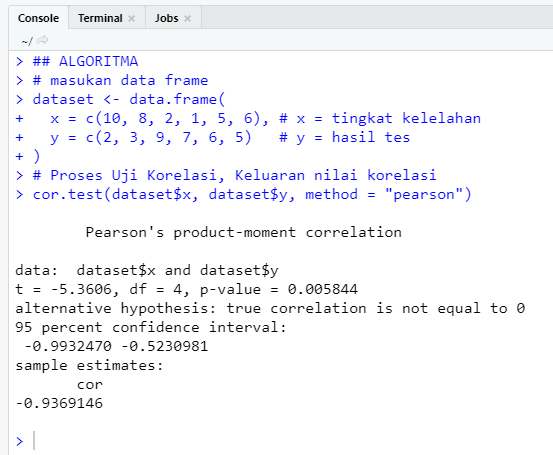 Console Terminal × Jobs ×
~/
> ## ALGORITMA
> # masukan data frame
> dataset <- data.frame(
+   x = c(10, 8, 2, 1, 5, 6), # x = tingkat kelelahan
+   y = c(2, 3, 9, 7, 6, 5)   # y = hasil tes
+ )
> # Proses Uji Korelasi, Keluaran nilai korelasi
> cor.test(dataset$x, dataset$y, method = "pearson")
Pearson's product-moment correlation
data:  dataset$x and dataset$y
t = -5.3606, df = 4, p-value = 0.005844
alternative hypothesis: true correlation is not equal to 0
95 percent confidence interval:
 -0.9932470 -0.5230981
sample estimates:
       cor
-0.9369146
>